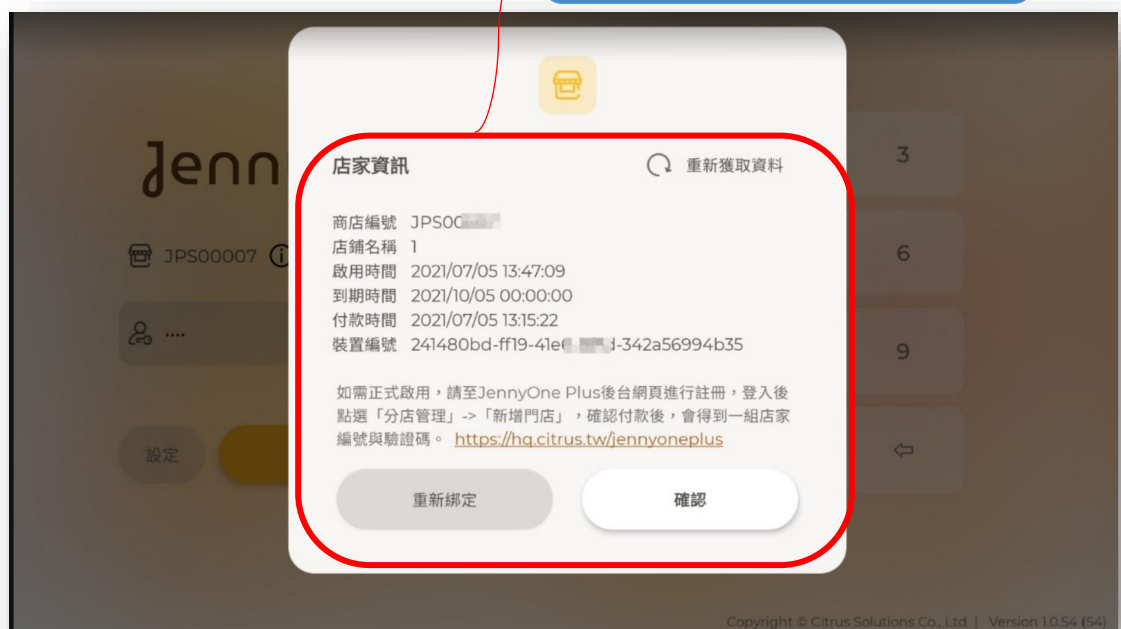 店家資訊
重新獲取資料
商店編號 JPS00
店鋪名稱 1
啟用時間 2021/07/05 13:47:09
到期時間 2021/10/05 00:00:00
付款時間 2021/07/05 13:15:22
裝置編號 241480bd-ff19-41e -342a56994b35
如需正式啟用，請至JennyOne Plus後台網頁進行註冊，登入後
點選「分店管理」->「新增門店」，確認付款後，會得到一組店家
編號與驗證碼。 https://hq.citrus.tw/jennyoneplus
重新綁定
確認
Jenn
JPS00007
....
設定
3
6
9
Copyright © Citrus Solutions Co., Ltd | Version 1.0.54 (54)